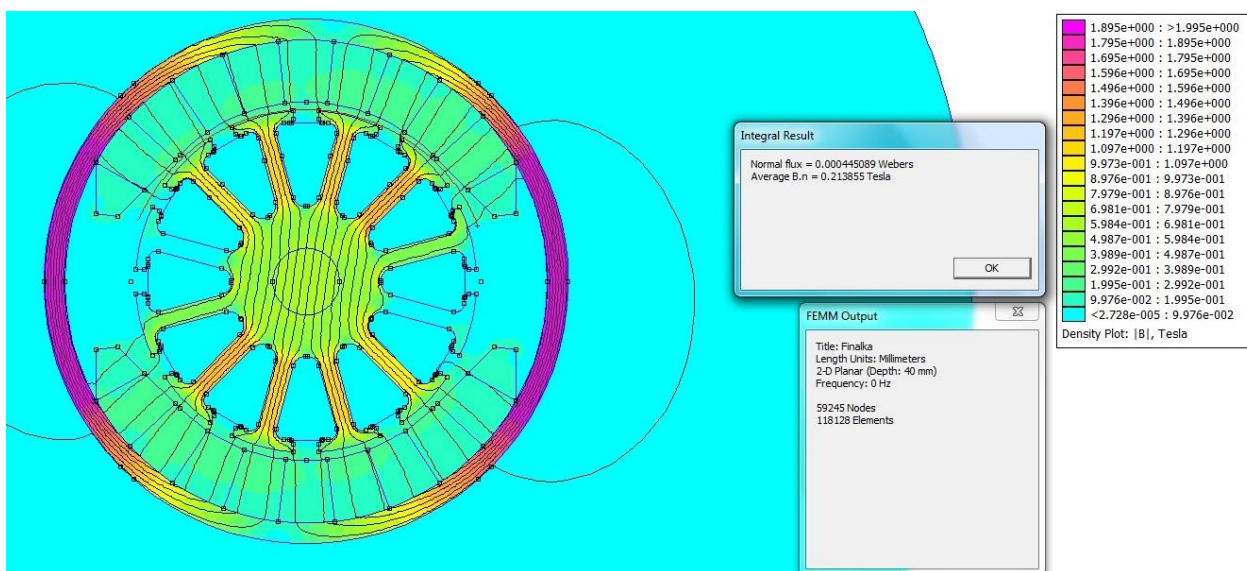 1.895e+000 : >1.995e+000
1.795e+000 : 1.895e+000
1.695e+000 : 1.795e+000
1.596e+000 : 1.695e+000
1.496e+000 : 1.596e+000
1.396e+000 : 1.496e+000
1.296e+000 : 1.396e+000
1.197e+000 : 1.296e+000
1.097e+000 : 1.197e+000
9.973e-001 : 1.097e+000
8.976e-001 : 9.973e-001
7.979e-001 : 8.976e-001
6.981e-001 : 7.979e-001
5.984e-001 : 6.981e-001
4.987e-001 : 5.984e-001
3.989e-001 : 4.987e-001
2.992e-001 : 3.989e-001
1.995e-001 : 2.992e-001
9.976e-002 : 1.995e-001
<2.728e-005 : 9.976e-002
Density Plot: |B|, Tesla
Integral Result
Normal flux = 0.000445089 Webers
Average B.n = 0.213855 Tesla
OK
FEMM Output
Title: Finalka
Length Units: Millimeters
2-D Planar (Depth: 40 mm)
Frequency: 0 Hz
59245 Nodes
118128 Elements